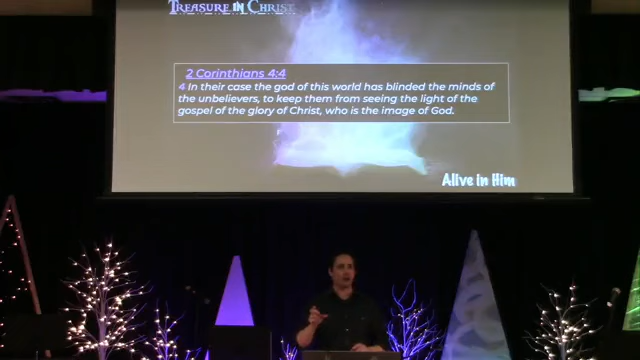 Treasure in Christ
2 Corinthians 4:4
4 In their case the god of this world has blinded the minds of
the unbelievers, to keep them from seeing the light of the
gospel of the glory of Christ, who is the image of God.
Alive in Him